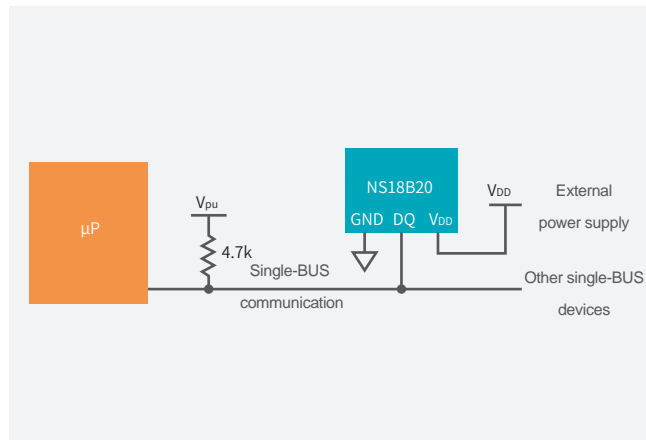 µP
Vpu
4.7k
Single-BUS
communication
NS18B20
GND DQ VDD
VDD
External
power supply
Other single-BUS
devices